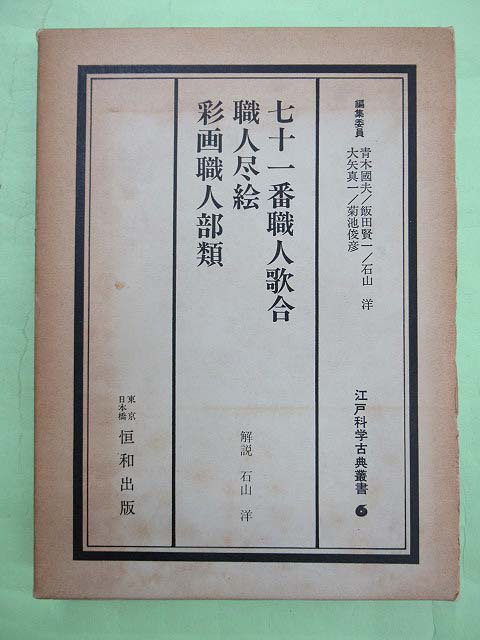 編集委員
青木國夫／飯田賢一／石山 洋
大矢真一／菊池俊彦
江戸科学古典叢書 6
七十一番職人歌合
職人尽絵
彩画職人部類
解説 石山 洋
東京
日本橋
恒和出版